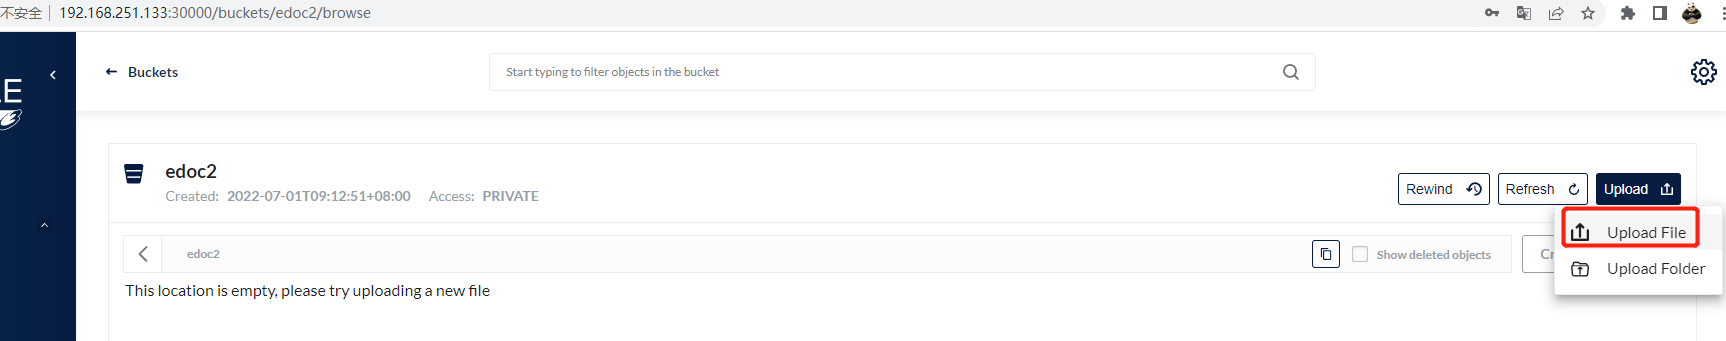 不安全 192.168.251.133:30000/buckets/edoc2/browse
Buckets
Start typing to filter objects in the bucket
edoc2
Created: 2022-07-01T09:12:51+08:00 Access: PRIVATE
Rewind Refresh Upload
Upload File
edoc2 Show deleted objects
Upload Folder
This location is empty, please try uploading a new file